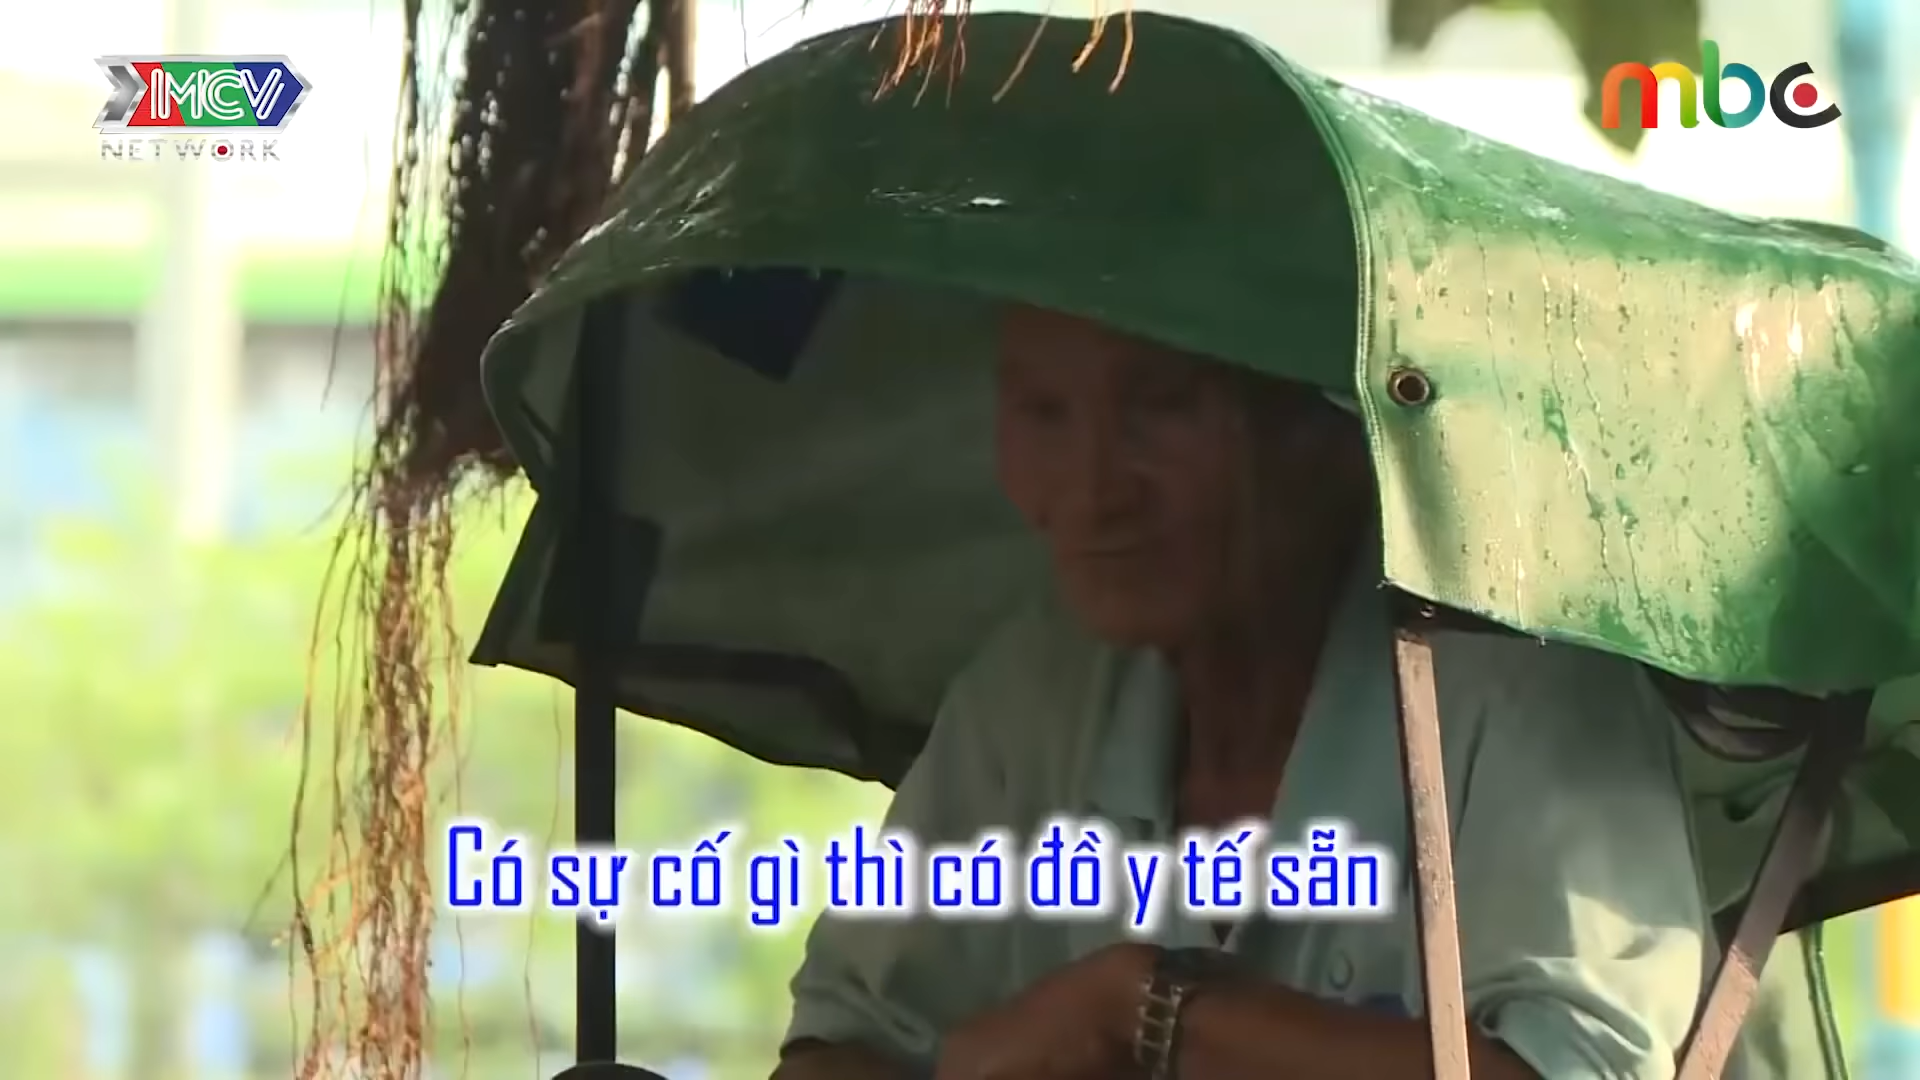 MCV
NETWORK
mbc
Có sự cố gì thì có đồ y tế sẵn